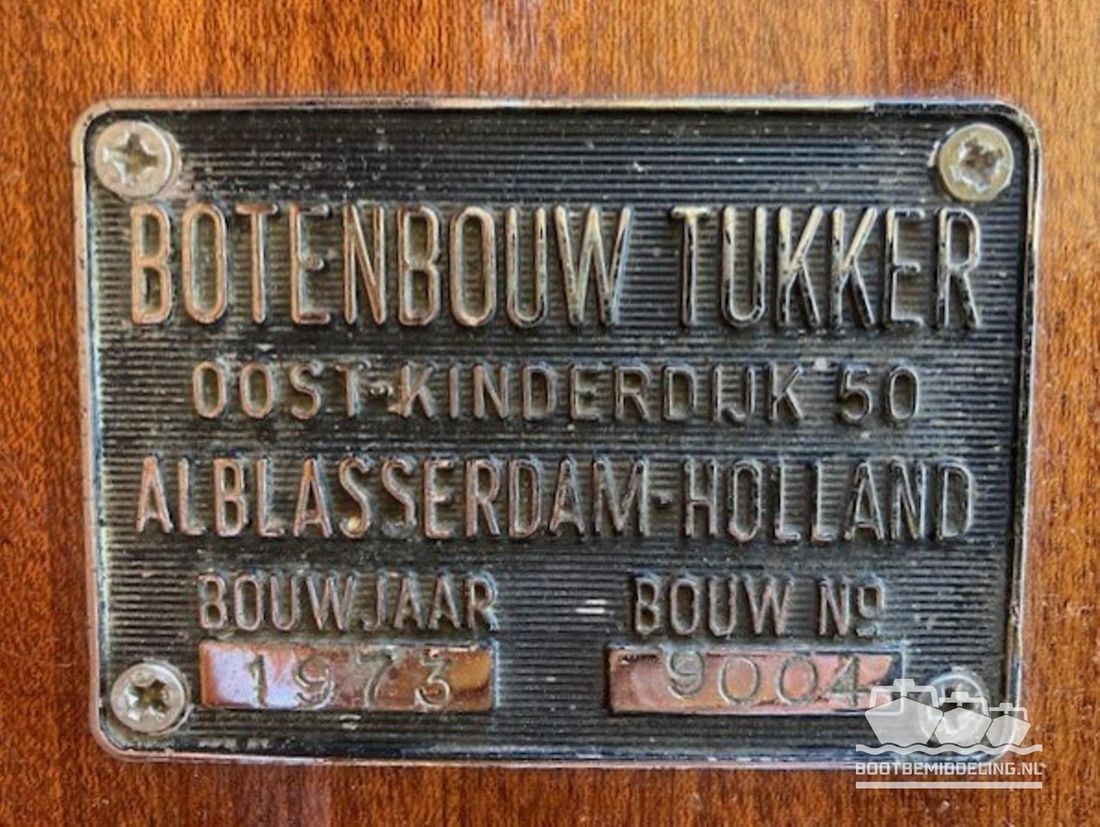 BOTENBOUW TUKKER
OOST-KINDERDIJK 50
ALBLASSERDAM-HOLLAND
BOUWJAAR BOUW Nº
1973 9004
BOOTBEMIDDELING.NL